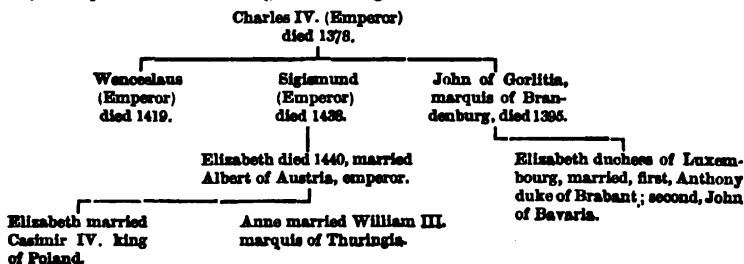 Charles IV. (Emperor)
died 1378.
Wenceslaus
(Emperor)
died 1419.
Sigismund
(Emperor)
died 1438.
John of Gorlitia,
marquis of Bran-
denburg, died 1395.
Elizabeth died 1440, married
Albert of Austria, emperor.
Elizabeth duchess of Luxem-
bourg, married, first, Anthony
duke of Brabant; second, John
of Bavaria.
Elizabeth married
Casimir IV. king
of Poland.
Anne married William III.
marquis of Thuringia.